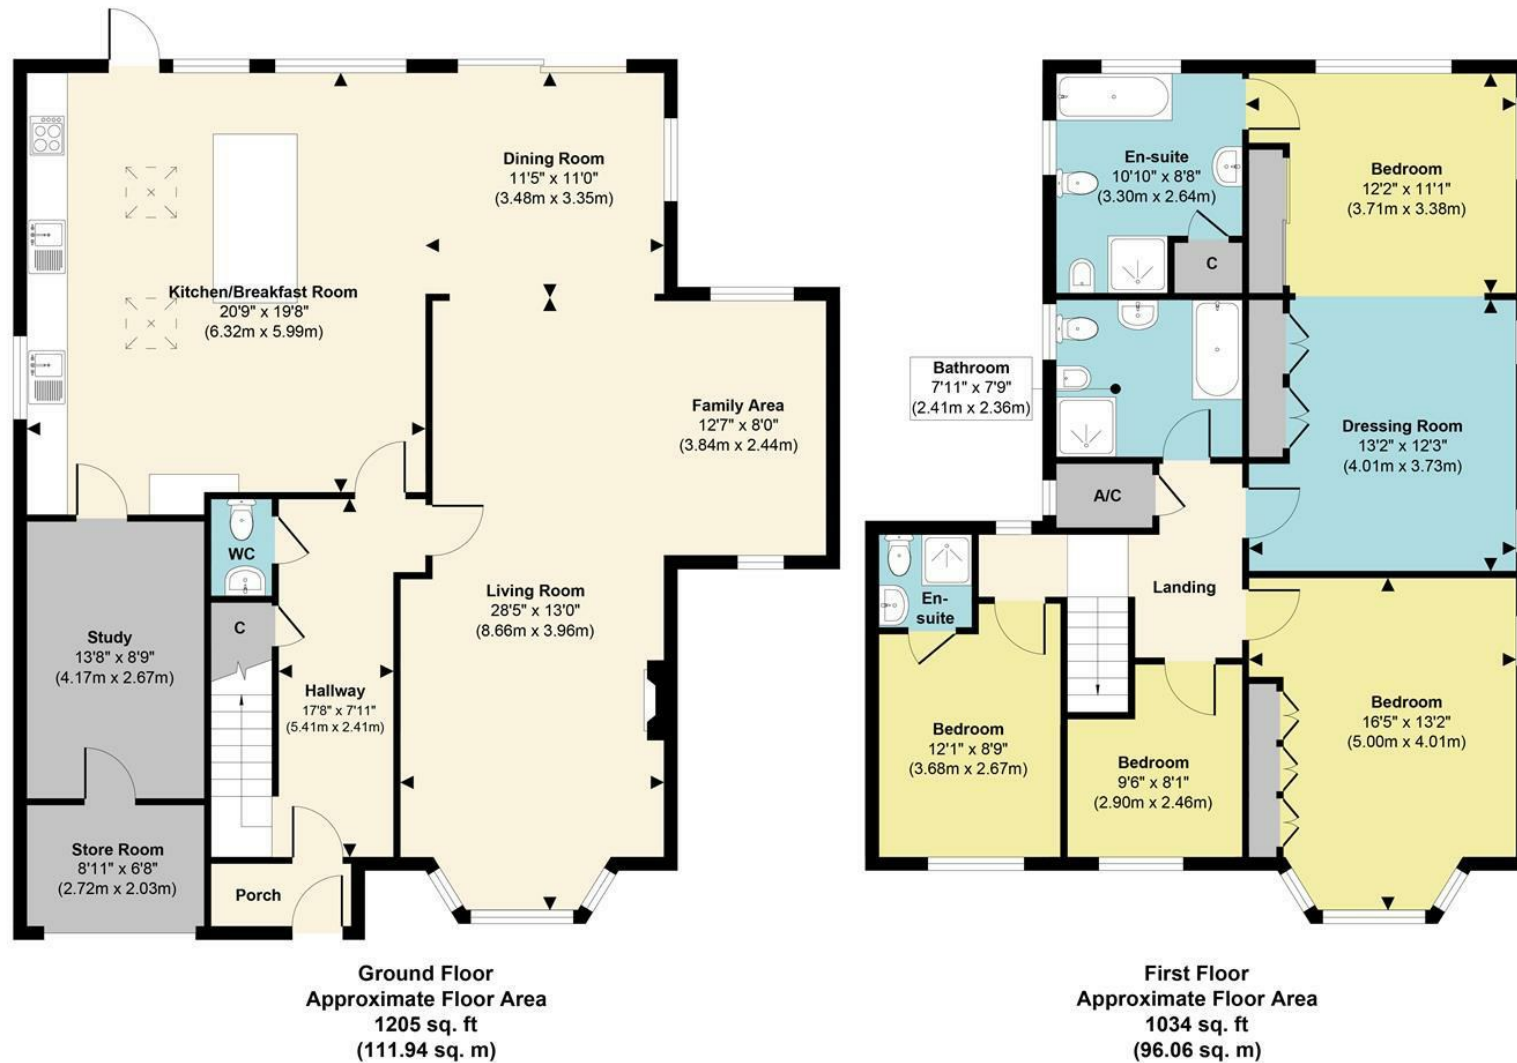 Dining Room
11'5" x 11'0"
(3.48m x 3.35m)
Kitchen/Breakfast Room
20'9" x 19'8"
(6.32m x 5.99m)
Family Area
12'7" x 8'0"
(3.84m x 2.44m)
WC
Living Room
28'5" x 13'0"
(8.66m x 3.96m)
C
Study
13'8" x 8'9"
(4.17m x 2.67m)
Hallway
17'8" x 7'11"
(5.41m x 2.41m)
Store Room
8'11" x 6'8"
(2.72m x 2.03m)
Porch
Ground Floor
Approximate Floor Area
1205 sq. ft
(111.94 sq. m)
En-suite
10'10" x 8'8"
(3.30m x 2.64m)
C
Bedroom
12'2" x 11'1"
(3.71m x 3.38m)
Bathroom
7'11" x 7'9"
(2.41m x 2.36m)
Dressing Room
13'2" x 12'3"
(4.01m x 3.73m)
A/C
En-
suite
Landing
Bedroom
12'1" x 8'9"
(3.68m x 2.67m)
Bedroom
9'6" x 8'1"
(2.90m x 2.46m)
Bedroom
16'5" x 13'2"
(5.00m x 4.01m)
First Floor
Approximate Floor Area
1034 sq. ft
(96.06 sq. m)